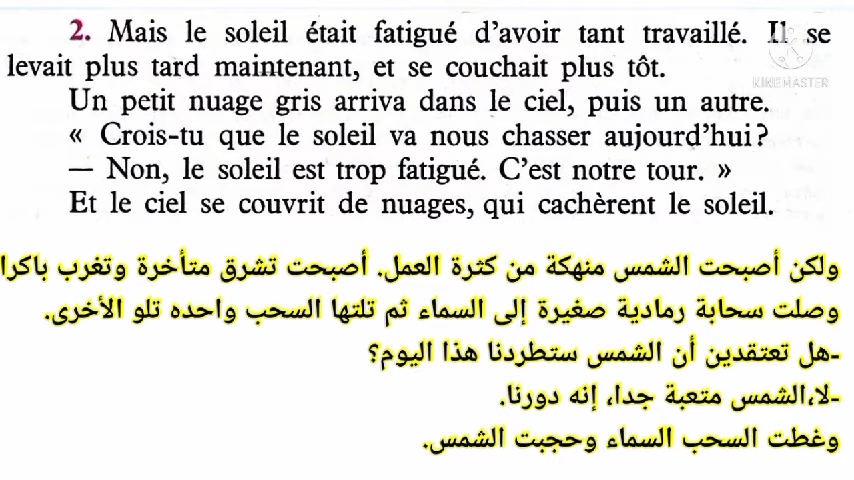 2. Mais le soleil était fatigué d'avoir tant travaillé. Il se
levait plus tard maintenant, et se couchait plus tôt.
KINEMASTER
Un petit nuage gris arriva dans le ciel, puis un autre.
« Crois-tu que le soleil va nous chasser aujourd'hui?
— Non, le soleil est trop fatigué. C'est notre tour. »
Et le ciel se couvrit de nuages, qui cachèrent le soleil.
ولكن أصبحت الشمس منهكة من كثرة العمل. أصبحت تشرق متأخرة وتغرب باكرا
وصلت سحابة رمادية صغيرة إلى السماء ثم تلتها السحب واحده تلو الأخرى.
-هل تعتقدين أن الشمس ستطردنا هذا اليوم؟
-لا،الشمس متعبة جدا، إنه دورنا.
وغطت السحب السماء وحجبت الشمس.